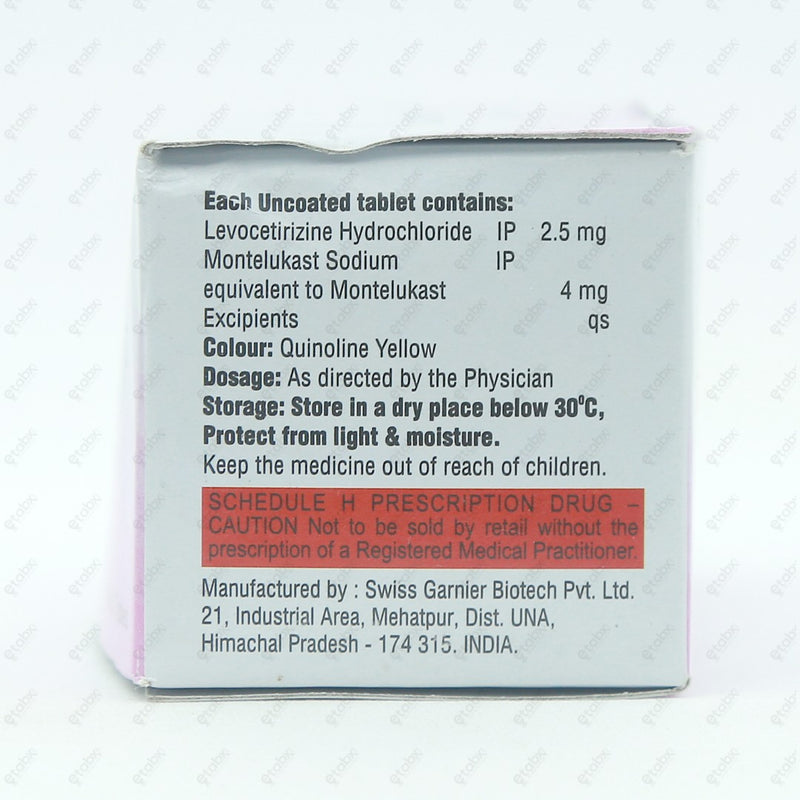 Each Uncoated tablet contains:
Levocetirizine Hydrochloride IP 2.5 mg
Montelukast Sodium IP
equivalent to Montelukast 4 mg
Excipients qs
Colour: Quinoline Yellow
Dosage: As directed by the Physician
Storage: Store in a dry place below 30⁰C,
Protect from light & moisture.
Keep the medicine out of reach of children.
SCHEDULE H PRESCRIPTION DRUG –
CAUTION Not to be sold by retail without the
prescription of a Registered Medical Practitioner.
Manufactured by : Swiss Garnier Biotech Pvt. Ltd.
21, Industrial Area, Mehatpur, Dist. UNA,
Himachal Pradesh - 174 315. INDIA.